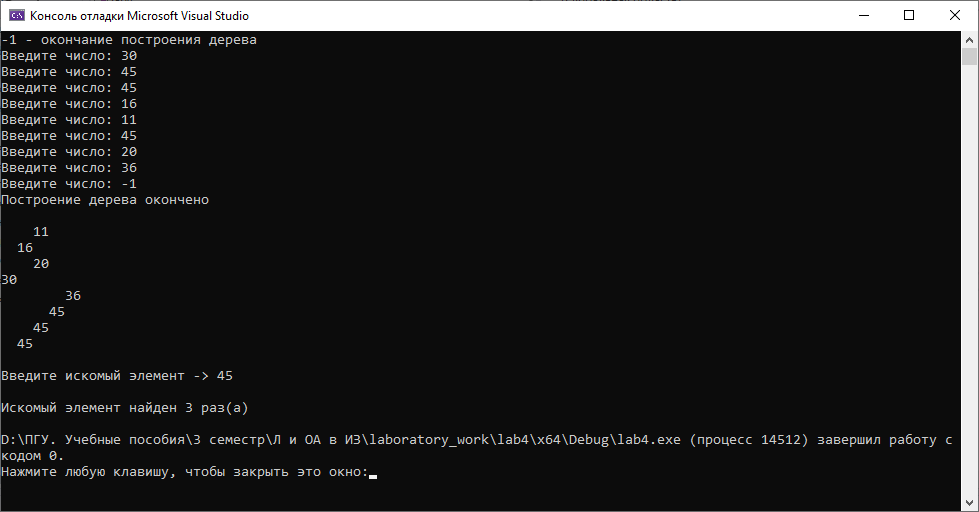 Консоль отладки Microsoft Visual Studio
-1 - окончание построения дерева
Введите число: 30
Введите число: 45
Введите число: 45
Введите число: 16
Введите число: 11
Введите число: 45
Введите число: 20
Введите число: 36
Введите число: -1
Построение дерева окончено
11
16
20
30
36
45
45
45
Введите искомый элемент -> 45
Искомый элемент найден 3 раз(а)
D:\ПГУ. Учебные пособия\3 семестр\Л и ОА в ИЗ\laboratory_work\lab4\x64\Debug\lab4.exe (процесс 14512) завершил работу с
кодом 0.
Нажмите любую клавишу, чтобы закрыть это окно: